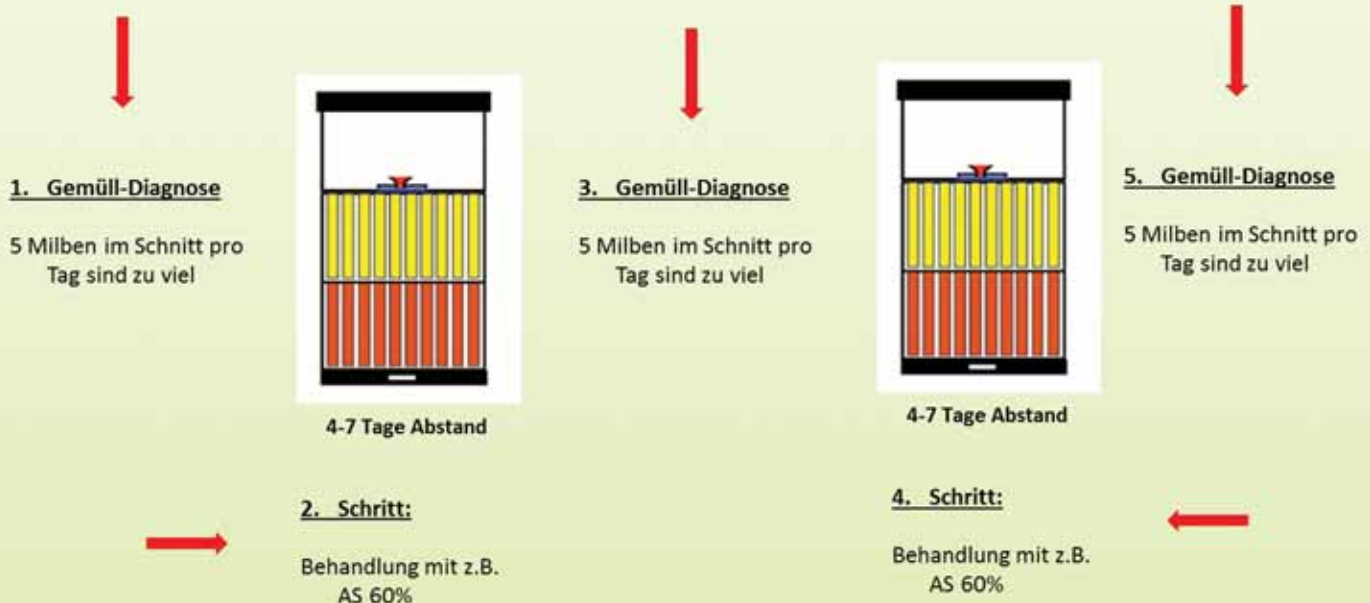 1. Gemüll-Diagnose
5 Milben im Schnitt pro
Tag sind zu viel
4-7 Tage Abstand
2. Schritt:
Behandlung mit z.B.
AS 60%
3. Gemüll-Diagnose
5 Milben im Schnitt pro
Tag sind zu viel
4-7 Tage Abstand
4. Schritt:
Behandlung mit z.B.
AS 60%
5. Gemüll-Diagnose
5 Milben im Schnitt pro
Tag sind zu viel